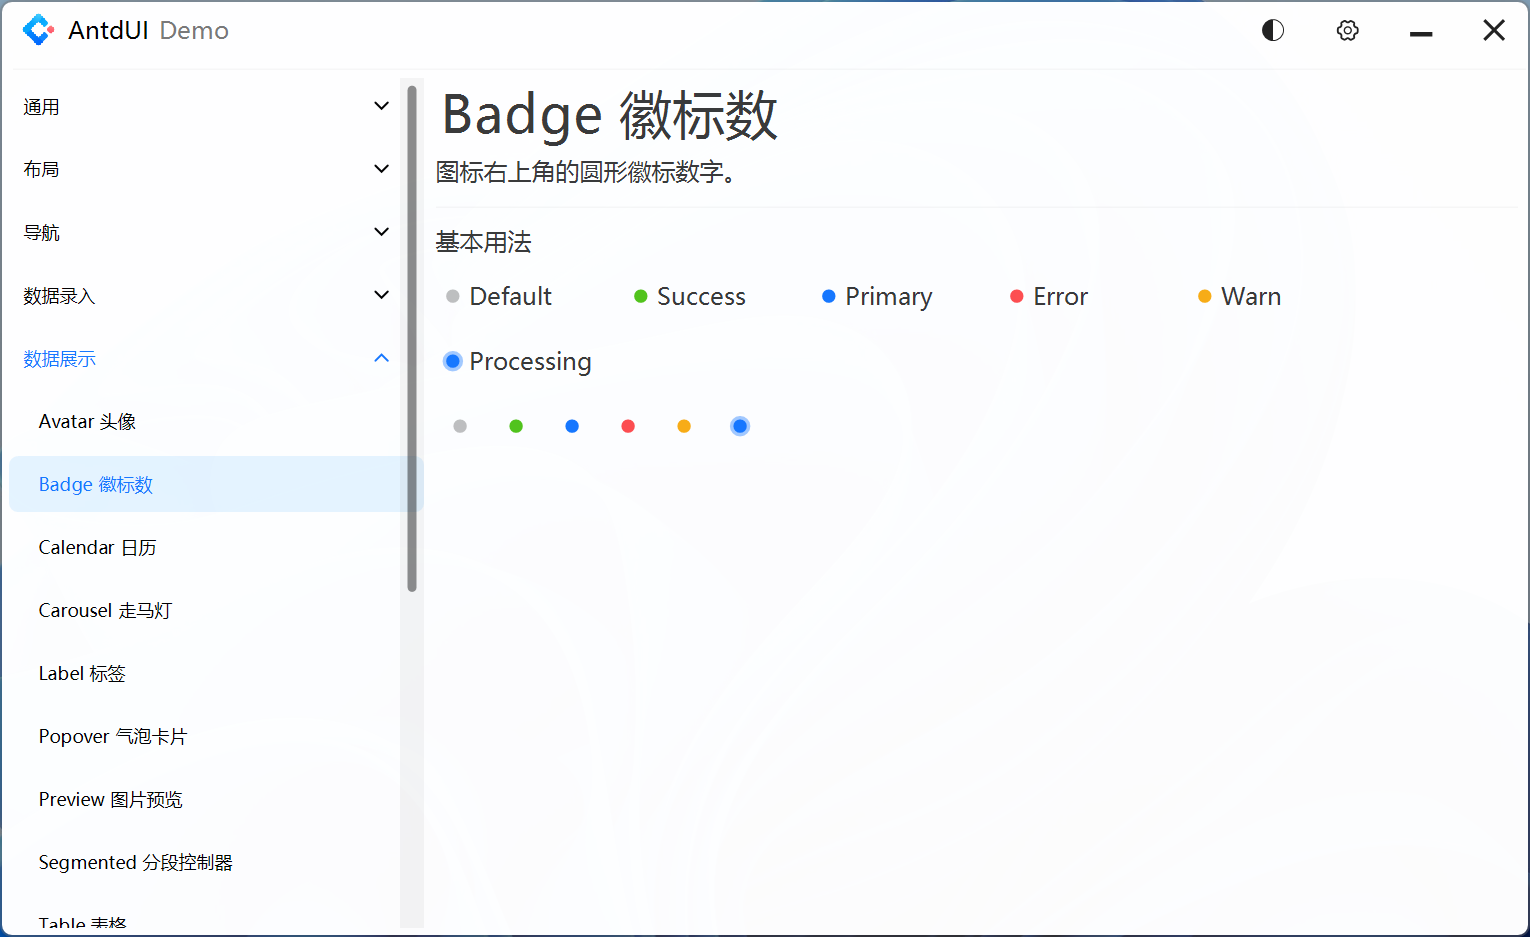 AntdUI Demo
通用
布局
导航
数据录入
数据展示
Avatar 头像
Badge 徽标数
Calendar 日历
Carousel 走马灯
Label 标签
Popover 气泡卡片
Preview 图片预览
Segmented 分段控制器
Table 表格
Badge 徽标数
图标右上角的圆形徽标数字。
基本用法
Default Success Primary Error Warn
Processing